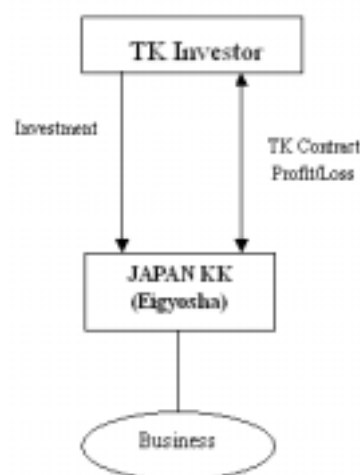 TK Investor
Investment
TK Contract
Profit/Loss
JAPAN KK
(Eigyosha)
Business